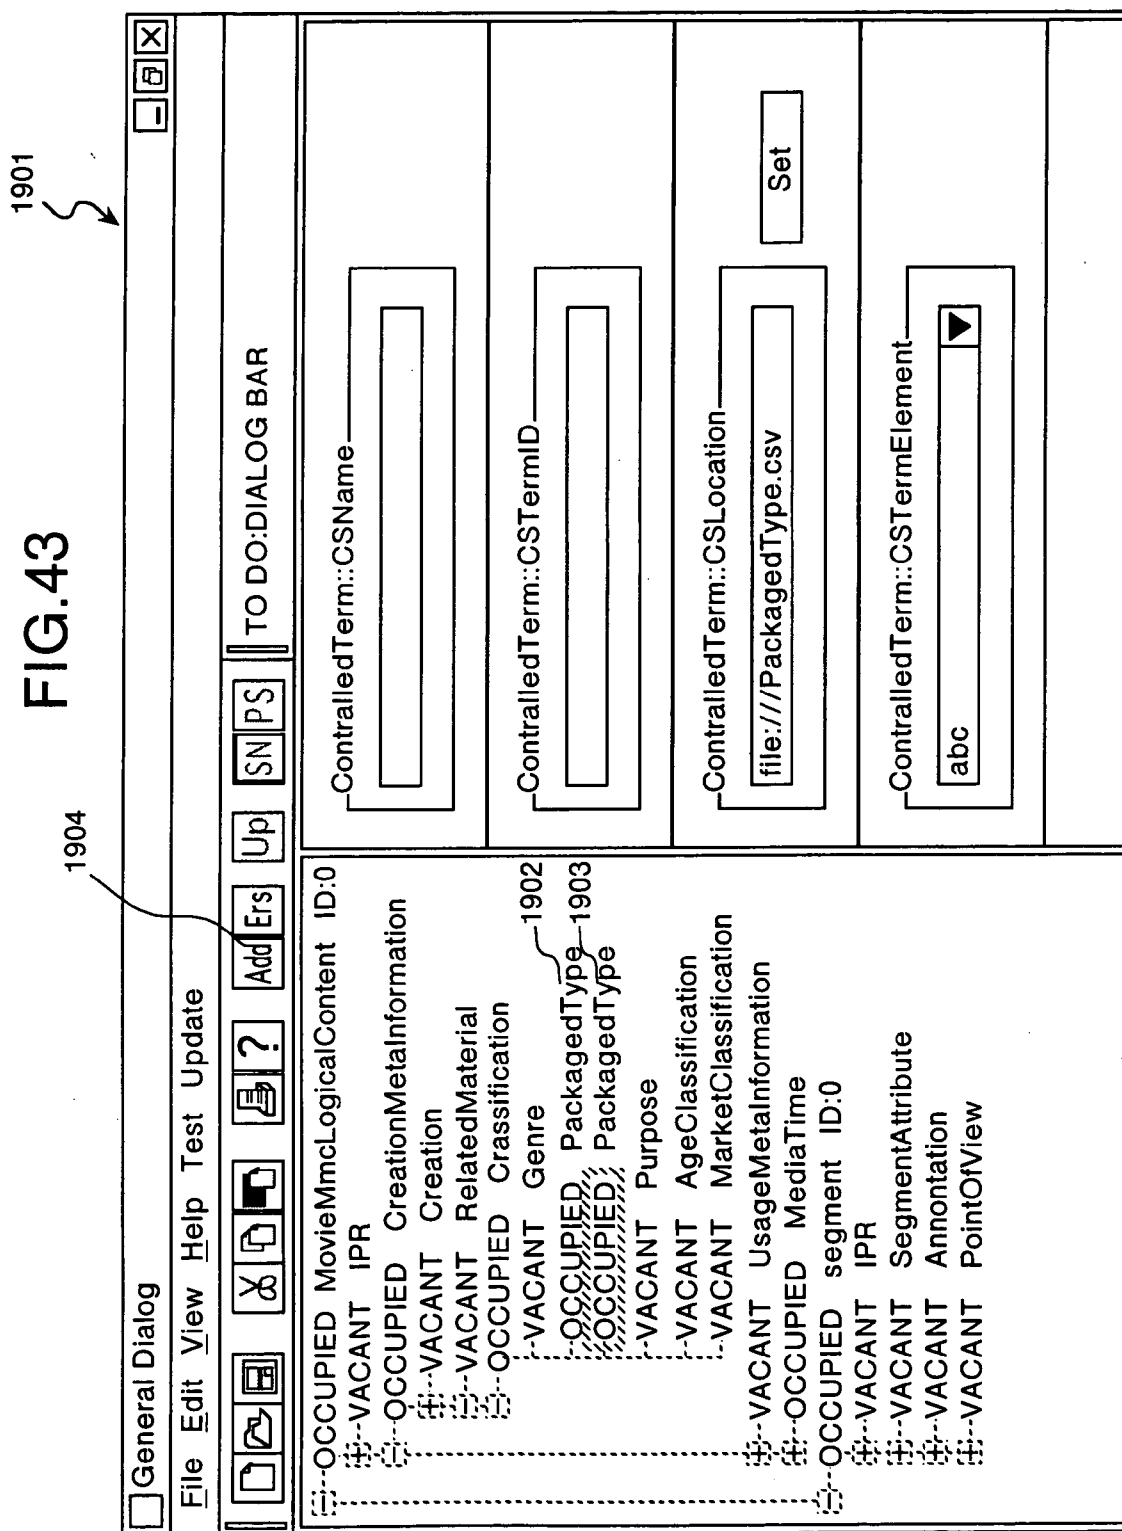 FIG.43
1901
General Dialog
File Edit View Help Test Update
1904
? Add Ers Up SN PS TO DO:DIALOG BAR
OCCUPIED MovieMmcLogicalContent ID:0
VACANT IPR
OCCUPIED CreationMetaInformation
VACANT Creation
VACANT RelatedMaterial
OCCUPIED Crassification
VACANT Genre
OCCUPIED PackagedType 1902
OCCUPIED PackagedType 1903
VACANT Purpose
VACANT AgeClassification
VACANT MarketClassification
VACANT UsageMetaInformation
OCCUPIED MediaTime
OCCUPIED segment ID:0
VACANT IPR
VACANT SegmentAttribute
VACANT Annontation
VACANT PointOfView
ContralledTerm::CSName
ContralledTerm::CSTermID
ContralledTerm::CSLocation
file:///PackagedType.csv
Set
ContralledTerm::CSTermElement
abc